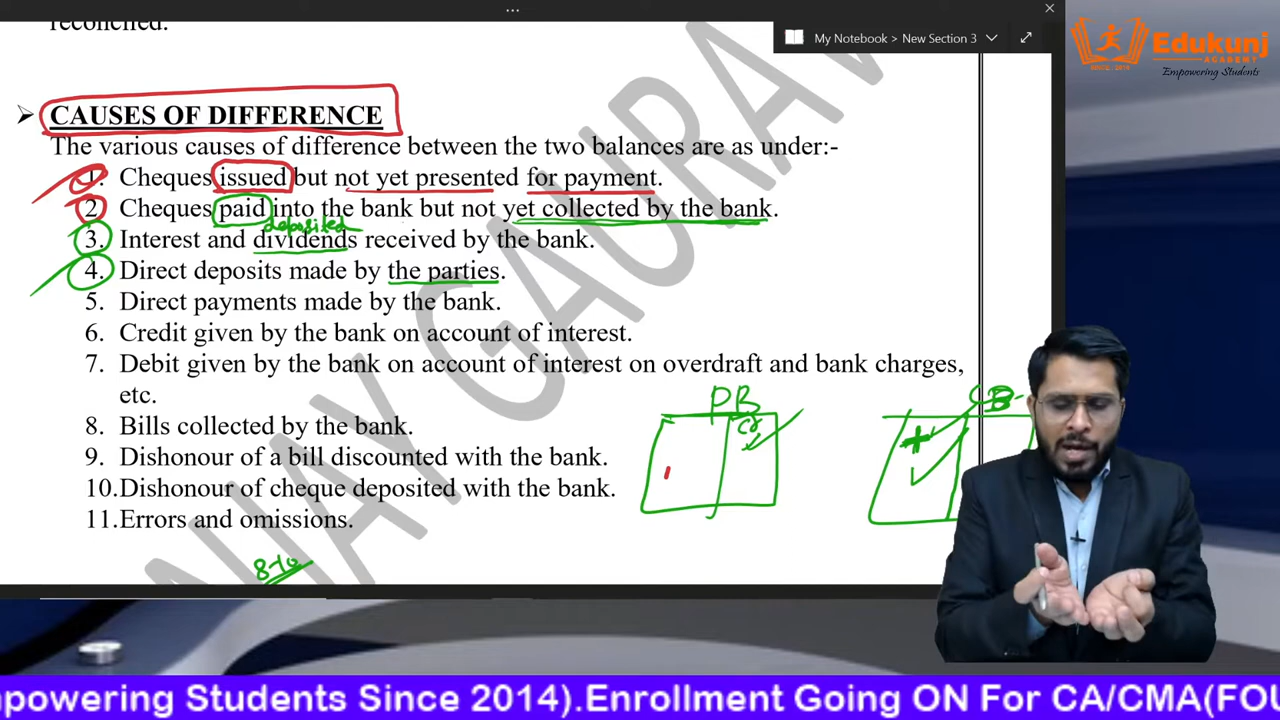 reconciled.
My Notebook > New Section 3
Edukunj
SINCE - 2014
ACADEMY
Empowering Students
➢ CAUSES OF DIFFERENCE
The various causes of difference between the two balances are as under:-
1. Cheques issued but not yet presented for payment.
2. Cheques paid into the bank but not yet collected by the bank.
deposited
3. Interest and dividends received by the bank.
4. Direct deposits made by the parties.
5. Direct payments made by the bank.
6. Credit given by the bank on account of interest.
7. Debit given by the bank on account of interest on overdraft and bank charges,
etc.
PB
CB
Cr
+
8. Bills collected by the bank.
9. Dishonour of a bill discounted with the bank.
10.Dishonour of cheque deposited with the bank.
11.Errors and omissions.
8-10
mpowering Students Since 2014).Enrollment Going ON For CA/CMA(FOU